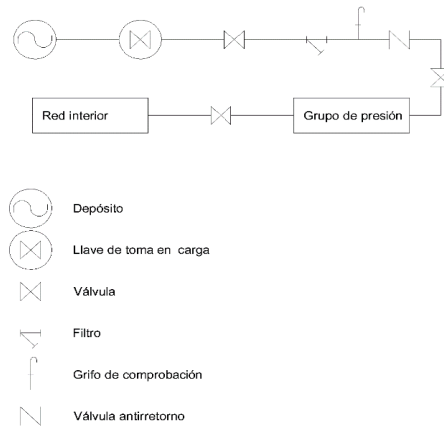 Red interior
Grupo de presión
Depósito
Llave de toma en carga
Válvula
Filtro
Grifo de comprobación
Válvula antirretorno